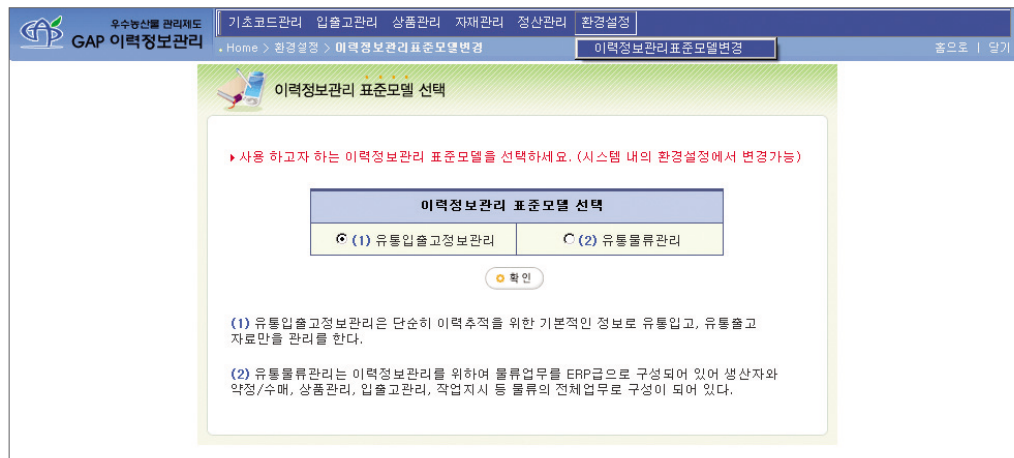 우수농산물 관리제도
GAP 이력정보관리
기초코드관리 입출고관리 상품관리 자재관리 정산관리 환경설정
Home > 환경설정 > 이력정보관리표준모델변경
이력정보관리표준모델변경
홈으로 | 닫기
이력정보관리 표준모델 선택
사용 하고자 하는 이력정보관리 표준모델을 선택하세요. (시스템 내의 환경설정에서 변경가능)
이력정보관리 표준모델 선택
(1) 유통입출고정보관리
(2) 유통물류관리
확인
(1) 유통입출고정보관리은 단순히 이력추적을 위한 기본적인 정보로 유통입고, 유통출고
자료만을 관리를 한다.
(2) 유통물류관리는 이력정보관리를 위하여 물류업무를 ERP급으로 구성되어 있어 생산자와
약정/수매, 상품관리, 입출고관리, 작업지시 등 물류의 전체업무로 구성이 되어 있다.